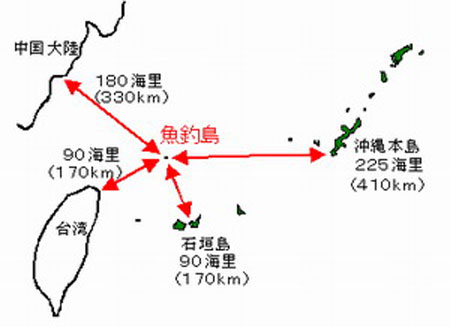 中国大陸
180海里
(330km)
魚釣島
90海里
(170km)
沖縄本島
225海里
(410km)
台湾
石垣島
90海里
(170km)